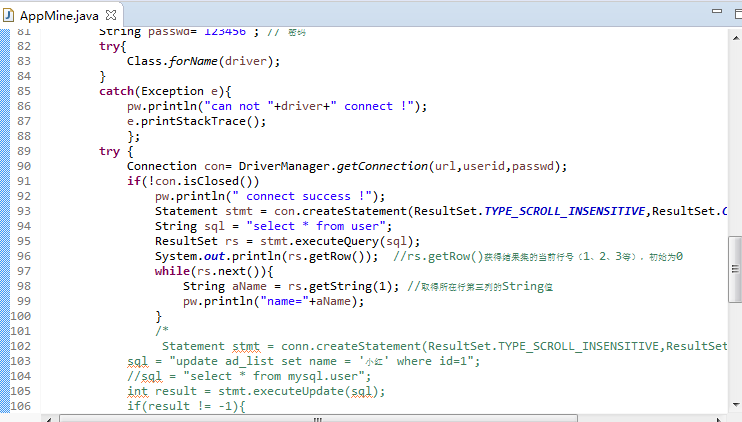 AppMine.java
81 String passwd="123456"; // 密码
82 try{
83 Class.forName(driver);
84 }
85 catch(Exception e){
86 pw.println("can not "+driver+" connect !");
87 e.printStackTrace();
88 };
89 try {
90 Connection con= DriverManager.getConnection(url,userid,passwd);
91 if(!con.isClosed())
92 pw.println(" connect success !");
93 Statement stmt = con.createStatement(ResultSet.TYPE_SCROLL_INSENSITIVE,ResultSet.C
94 String sql = "select * from user";
95 ResultSet rs = stmt.executeQuery(sql);
96 System.out.println(rs.getRow()); //rs.getRow()获得结果集的当前行号（1、2、3等），初始为0
97 while(rs.next()){
98 String aName = rs.getString(1); //取得所在行第三列的String值
99 pw.println("name="+aName);
100 }
101 /*
102 Statement stmt = conn.createStatement(ResultSet.TYPE_SCROLL_INSENSITIVE,ResultSet
103 sql = "update ad_list set name = '小红' where id=1";
104 //sql = "select * from mysql.user";
105 int result = stmt.executeUpdate(sql);
106 if(result != -1){